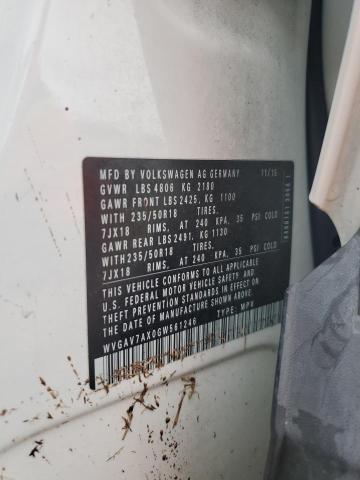 MFD BY VOLKSWAGEN AG GERMANY 11/15
GVWR LBS 4806 KG 2180
GAWR FRONT LBS 2425, KG 1100
WITH 235/50R18 TIRES.
7JX18 RIMS, AT 240 KPA, 35 PSI COLD
GAWR REAR LBS 2491, KG 1130
WITH 235/50R18 TIRES.
7JX18 RIMS, AT 240 KPA, 35 PSI COLD
THIS VEHICLE CONFORMS TO ALL APPLICABLE
U.S. FEDERAL MOTOR VEHICLE SAFETY BUMPER AND
THEFT PREVENTION STANDARDS IN EFFECT ON
THE DATE OF MANUFACTURE SHOWN ABOVE
WVGAV7AX0GW561246 TYPE: MPV